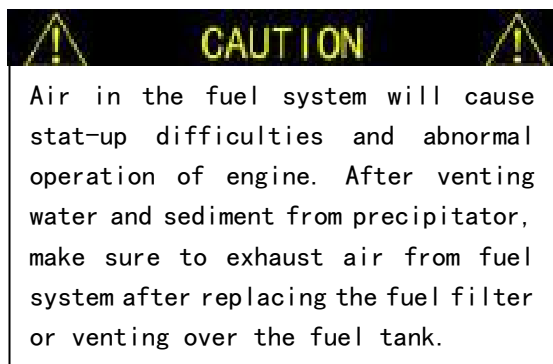 CAUTION
Air in the fuel system will cause
stat-up difficulties and abnormal
operation of engine. After venting
water and sediment from precipitator,
make sure to exhaust air from fuel
system after replacing the fuel filter
or venting over the fuel tank.